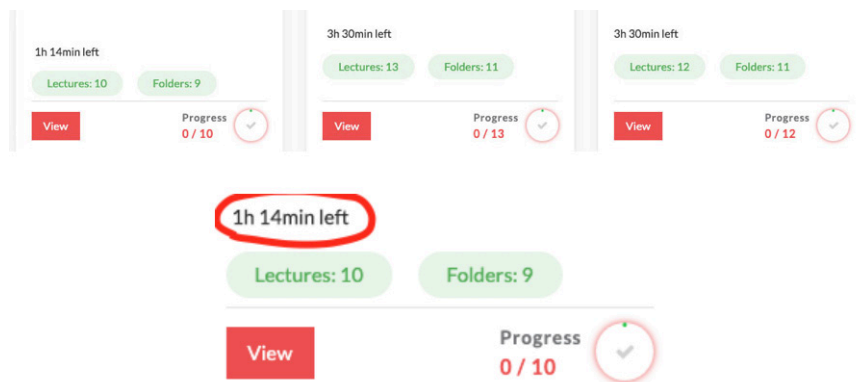 1h 14min left
Lectures: 10 Folders: 9
View
Progress
0 / 10
3h 30min left
Lectures: 13 Folders: 11
View
Progress
0 / 13
3h 30min left
Lectures: 12 Folders: 11
View
Progress
0 / 12
1h 14min left
Lectures: 10 Folders: 9
View
Progress
0 / 10